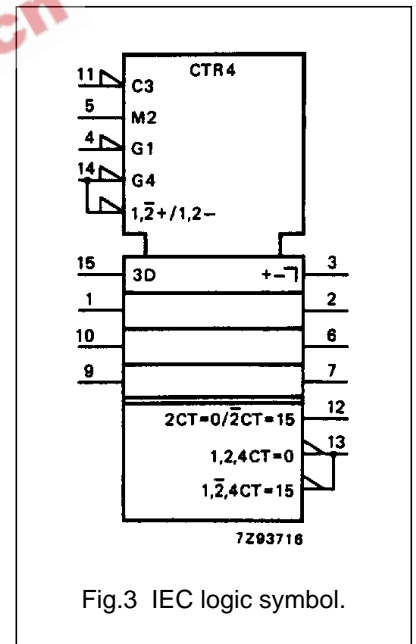 cn
CTR4
11 C3
5 M2
4 G1
14 G4
1,2̅+/1,2−
15 3D +−¬ 3
1 2
10 6
9 7
2CT=0/2̅CT=15 12
1,2,4CT=0 13
1,2̅,4CT=15
7Z93716
Fig.3 IEC logic symbol.